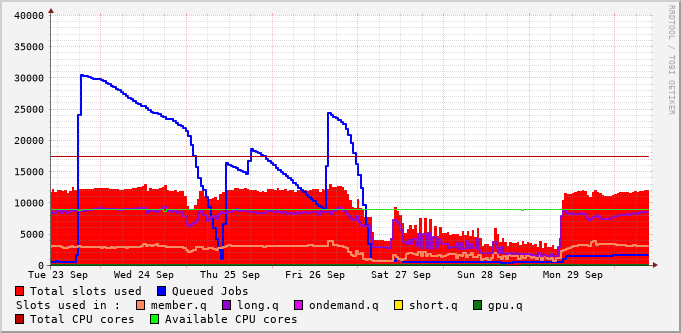 40000
35000
30000
25000
20000
15000
10000
5000
0
Tue 23 Sep Wed 24 Sep Thu 25 Sep Fri 26 Sep Sat 27 Sep Sun 28 Sep Mon 29 Sep
Total slots used Queued Jobs
Slots used in : member.q long.q ondemand.q short.q gpu.q
Total CPU cores Available CPU cores
RRDTOOL / TOBI OETIKER